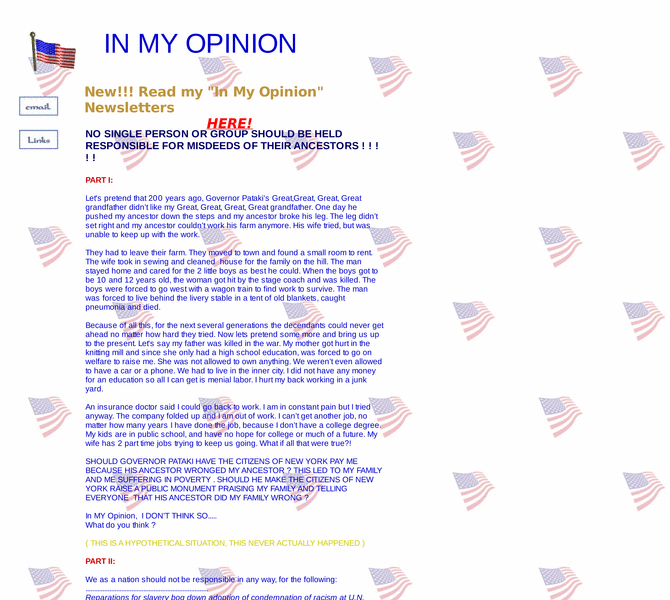 IN MY OPINION
New!!! Read my "In My Opinion"
Newsletters
HERE!
email
Links
NO SINGLE PERSON OR GROUP SHOULD BE HELD
RESPONSIBLE FOR MISDEEDS OF THEIR ANCESTORS ! ! !
! !
PART I:
Let's pretend that 200 years ago, Governor Pataki's Great,Great, Great, Great
grandfather didn't like my Great, Great, Great, Great grandfather. One day he
pushed my ancestor down the steps and my ancestor broke his leg. The leg didn't
set right and my ancestor couldn't work his farm anymore. His wife tried, but was
unable to keep up with the work.
They had to leave their farm. They moved to town and found a small room to rent.
The wife took in sewing and cleaned house for the family on the hill. The man
stayed home and cared for the 2 little boys as best he could. When the boys got to
be 10 and 12 years old, the woman got hit by the stage coach and was killed. The
boys were forced to go west with a wagon train to find work to survive. The man
was forced to live behind the livery stable in a tent of old blankets, caught
pneumonia and died.
Because of all this, for the next several generations the decendants could never get
ahead no matter how hard they tried. Now lets pretend some more and bring us up
to the present. Let's say my father was killed in the war. My mother got hurt in the
knitting mill and since she only had a high school education, was forced to go on
welfare to raise me. She was not allowed to own anything. We weren't even allowed
to have a car or a phone. We had to live in the inner city. I did not have any money
for an education so all I can get is menial labor. I hurt my back working in a junk
yard.
An insurance doctor said I could go back to work. I am in constant pain but I tried
anyway. The company folded up and I am out of work. I can't get another job, no
matter how many years I have done the job, because I don't have a college degree.
My kids are in public school, and have no hope for college or much of a future. My
wife has 2 part time jobs trying to keep us going. What if all that were true?!
SHOULD GOVERNOR PATAKI HAVE THE CITIZENS OF NEW YORK PAY ME
BECAUSE HIS ANCESTOR WRONGED MY ANCESTOR ? THIS LED TO MY FAMILY
AND ME SUFFERING IN POVERTY . SHOULD HE MAKE THE CITIZENS OF NEW
YORK RAISE A PUBLIC MONUMENT PRAISING MY FAMILY AND TELLING
EVERYONE THAT HIS ANCESTOR DID MY FAMILY WRONG ?
In MY Opinion, I DON'T THINK SO....
What do you think ?
( THIS IS A HYPOTHETICAL SITUATION, THIS NEVER ACTUALLY HAPPENED )
PART II:
We as a nation should not be responsible in any way, for the following:
Reparations for slavery bog down adoption of condemnation of racism at U.N.